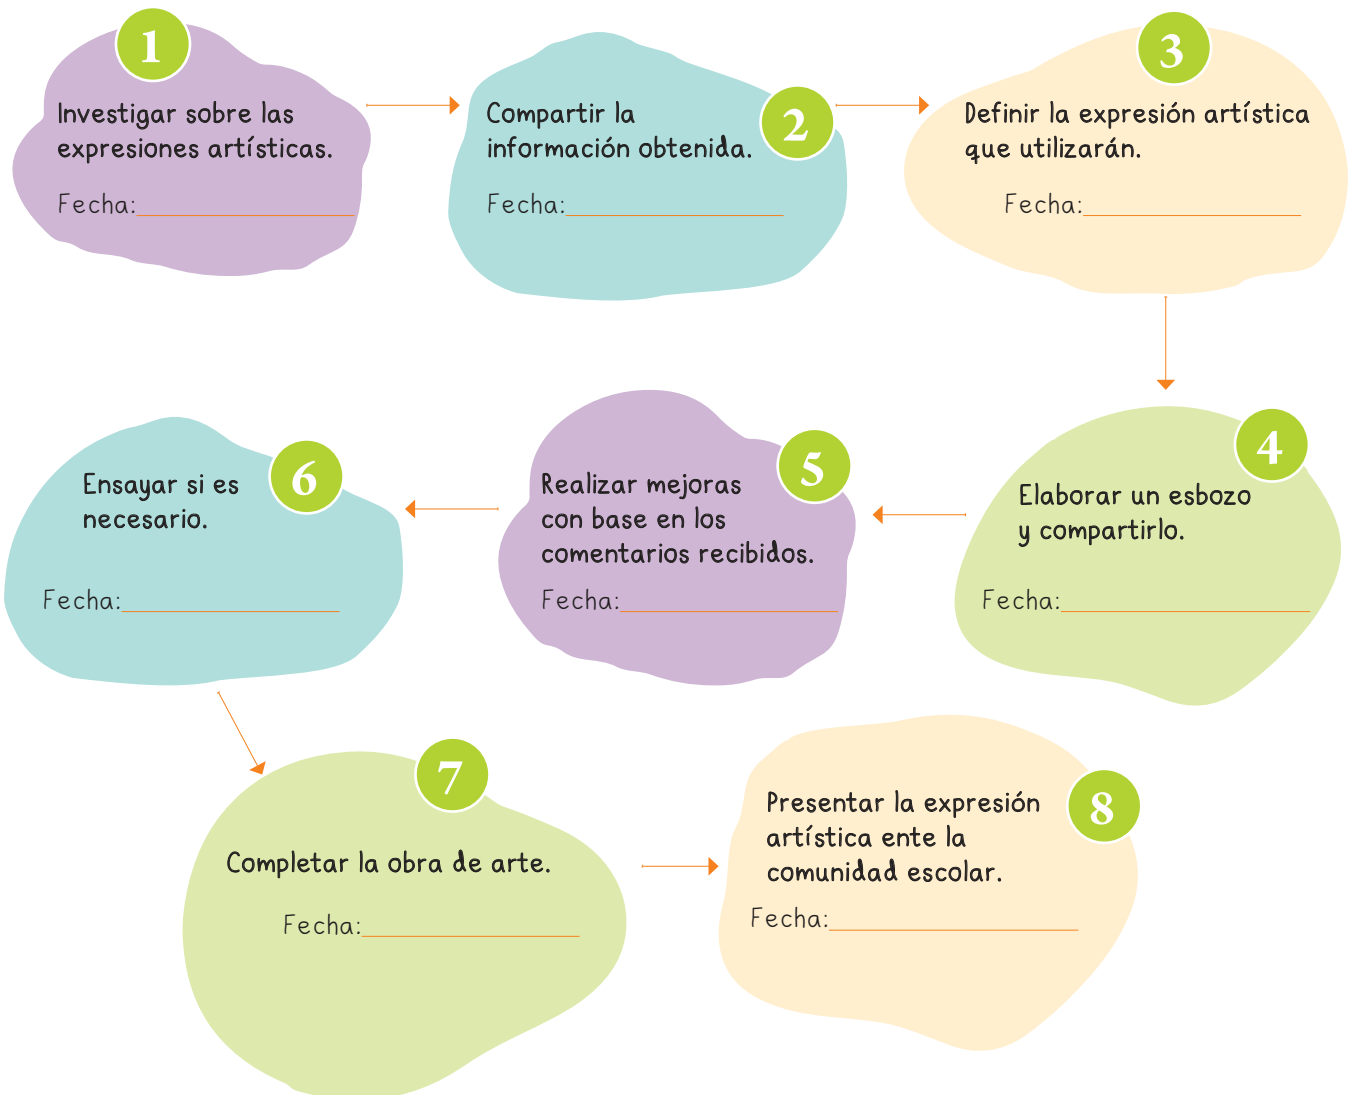 1
Investigar sobre las
expresiones artísticas.
Fecha:
2
Compartir la
información obtenida.
Fecha:
3
Definir la expresión artística
que utilizarán.
Fecha:
4
Elaborar un esbozo
y compartirlo.
Fecha:
5
Realizar mejoras
con base en los
comentarios recibidos.
Fecha:
6
Ensayar si es
necesario.
Fecha:
7
Completar la obra de arte.
Fecha:
8
Presentar la expresión
artística ente la
comunidad escolar.
Fecha: